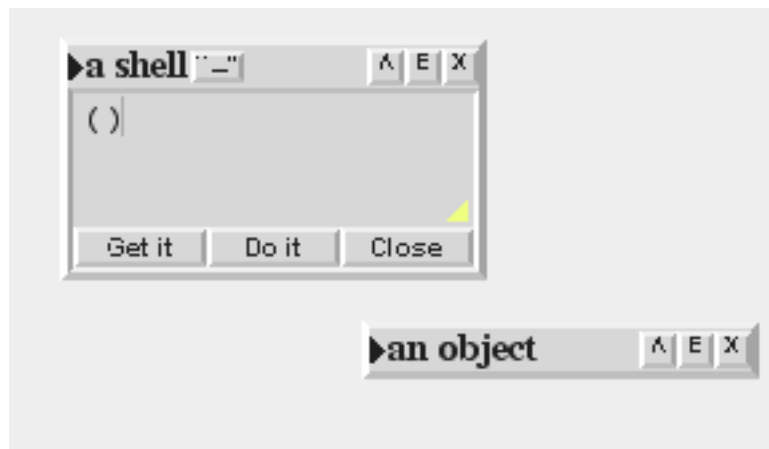 a shell "—" Λ E X
( )
Get it Do it Close
an object Λ E X